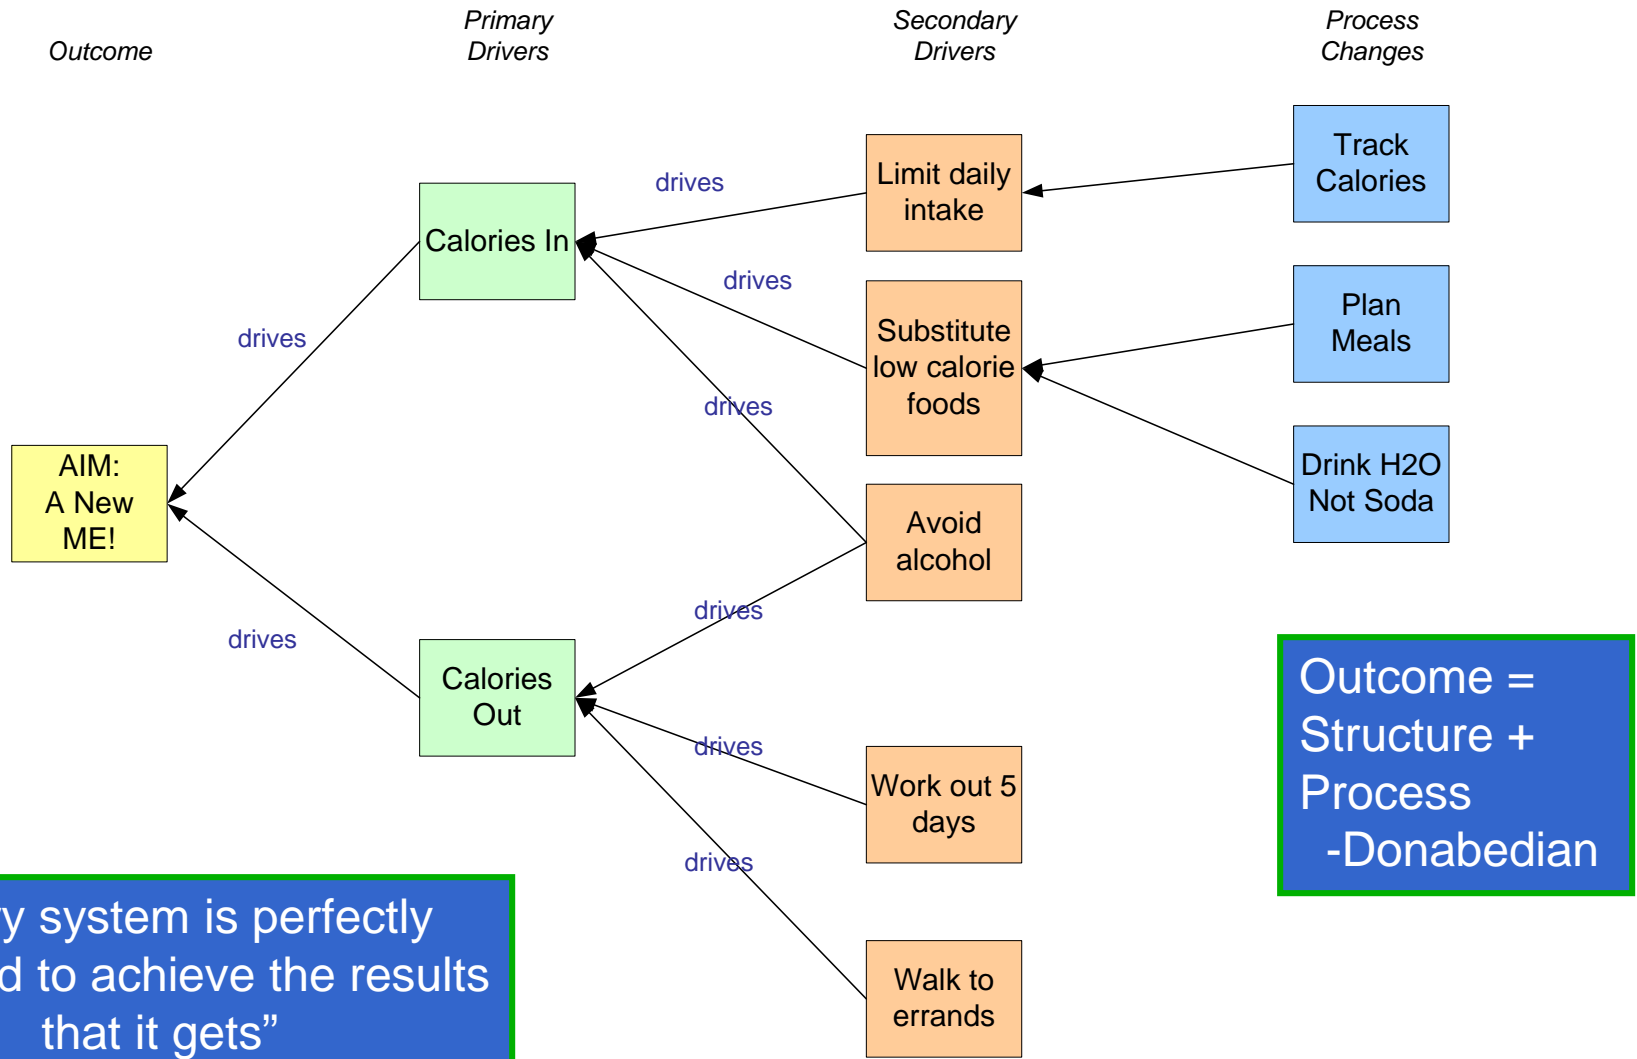 Outcome
Primary
Drivers
Secondary
Drivers
Process
Changes
AIM:
A New
ME!
drives
drives
Calories In
Calories
Out
drives
drives
drives
drives
drives
drives
Limit daily
intake
Substitute
low calorie
foods
Avoid
alcohol
Work out 5
days
Walk to
errands
Track
Calories
Plan
Meals
Drink H2O
Not Soda
Outcome =
Structure +
Process
-Donabedian
system is perfectly
to achieve the results
that it gets”